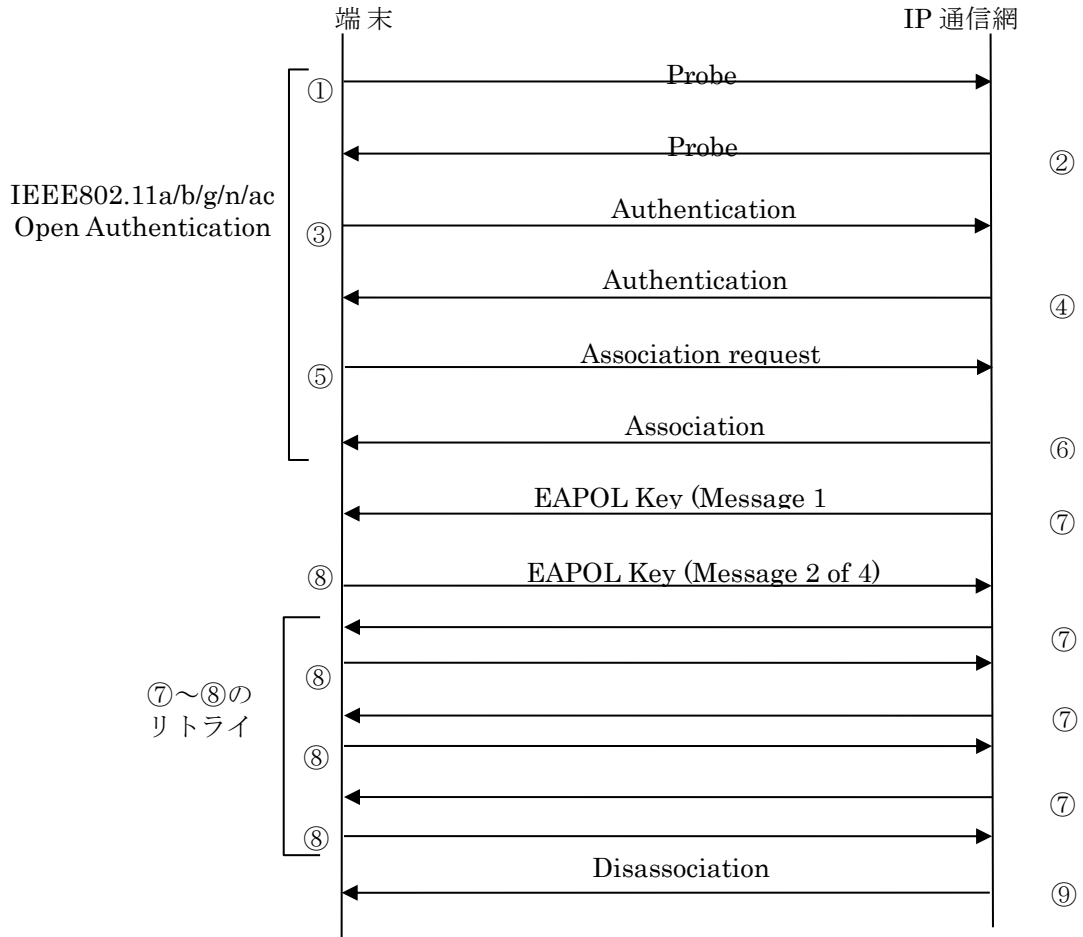 端 末
IP 通信網
Probe
①
Probe
②
IEEE802.11a/b/g/n/ac
Open Authentication
Authentication
③
Authentication
④
Association request
⑤
Association
⑥
EAPOL Key (Message 1
⑦
EAPOL Key (Message 2 of 4)
⑧
⑦
⑧
⑦~⑧の
リトライ
⑦
⑧
⑦
⑧
Disassociation
⑨